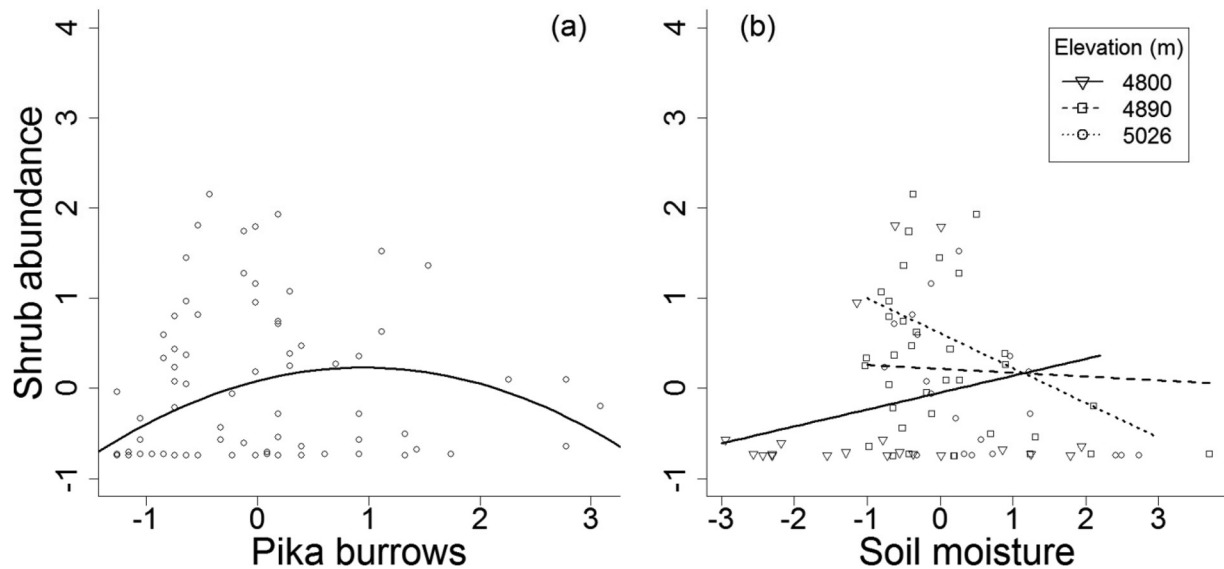 (a)
Shrub abundance
4
3
2
1
0
-1
-1 0 1 2 3
Pika burrows
(b)
Elevation (m)
4800
4890
5026
4
3
2
1
0
-1
-3 -2 -1 0 1 2 3
Soil moisture